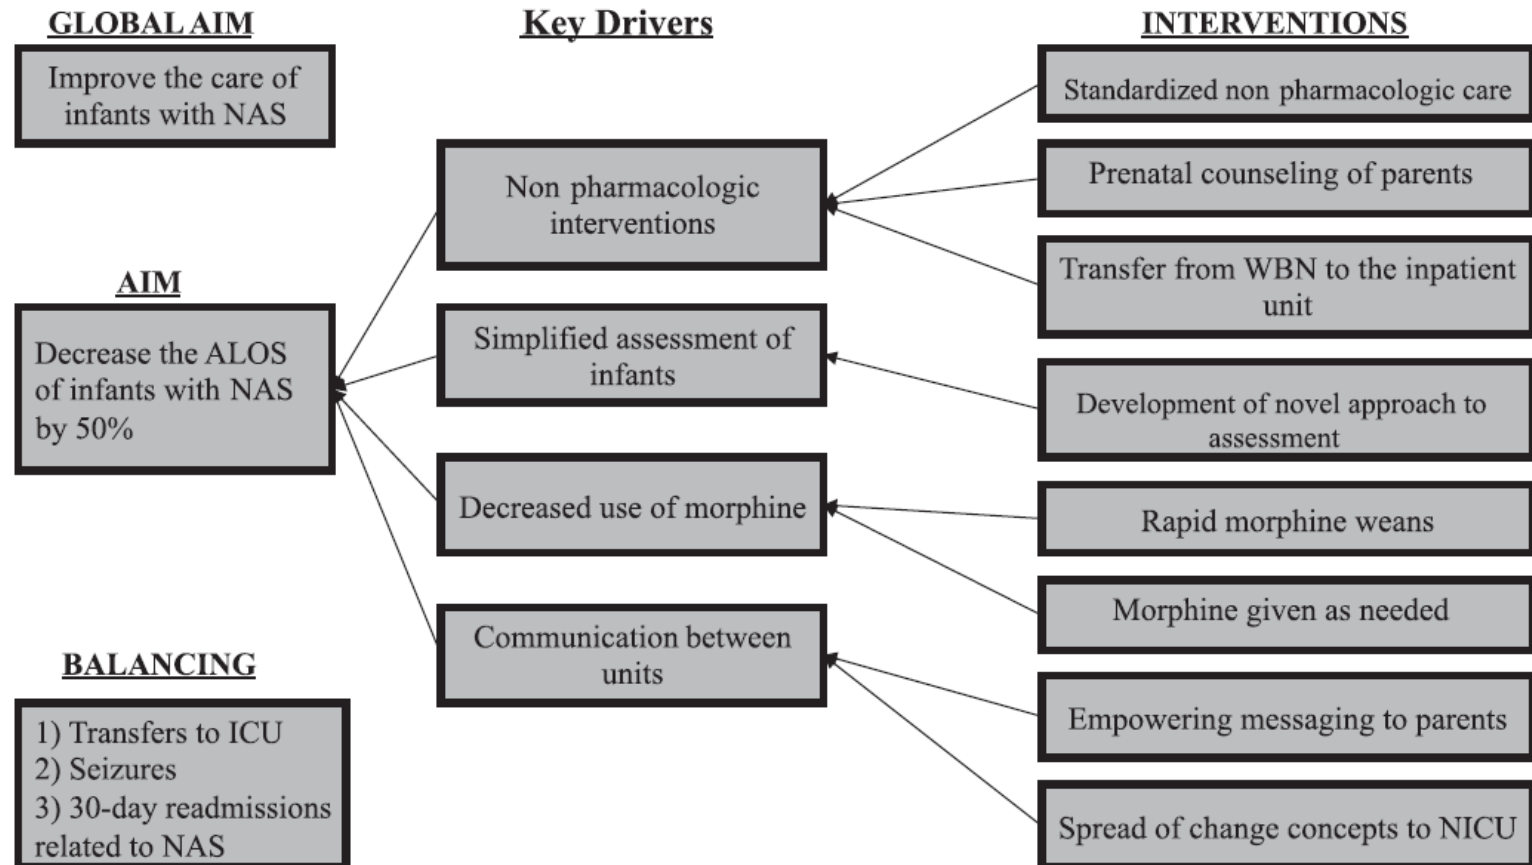 GLOBAL AIM
Improve the care of
infants with NAS
AIM
Decrease the ALOS
of infants with NAS
by 50%
BALANCING
1) Transfers to ICU
2) Seizures
3) 30-day readmissions
related to NAS
Key Drivers
Non pharmacologic
interventions
Simplified assessment of
infants
Decreased use of morphine
Communication between
units
INTERVENTIONS
Standardized non pharmacologic care
Prenatal counseling of parents
Transfer from WBN to the inpatient
unit
Development of novel approach to
assessment
Rapid morphine weans
Morphine given as needed
Empowering messaging to parents
Spread of change concepts to NICU